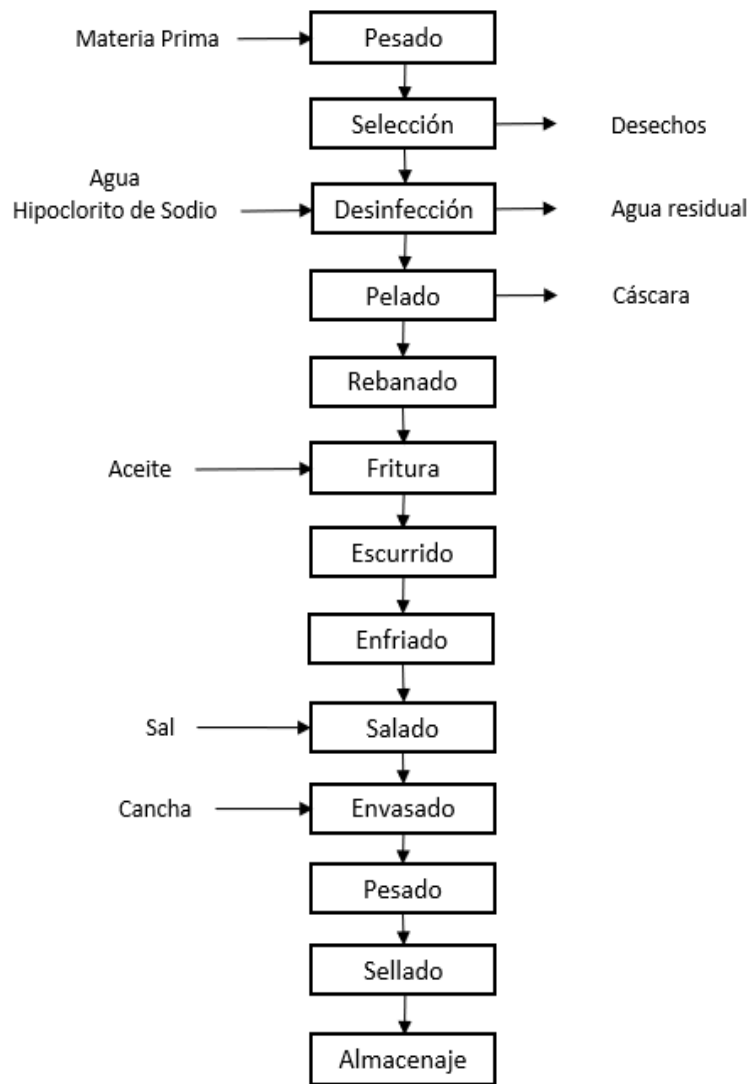 Materia Prima
Pesado
Selección
Desechos
Agua
Hipoclorito de Sodio
Desinfección
Agua residual
Pelado
Cáscara
Rebanado
Aceite
Fritura
Escurrido
Enfriado
Sal
Salado
Cancha
Envasado
Pesado
Sellado
Almacenaje